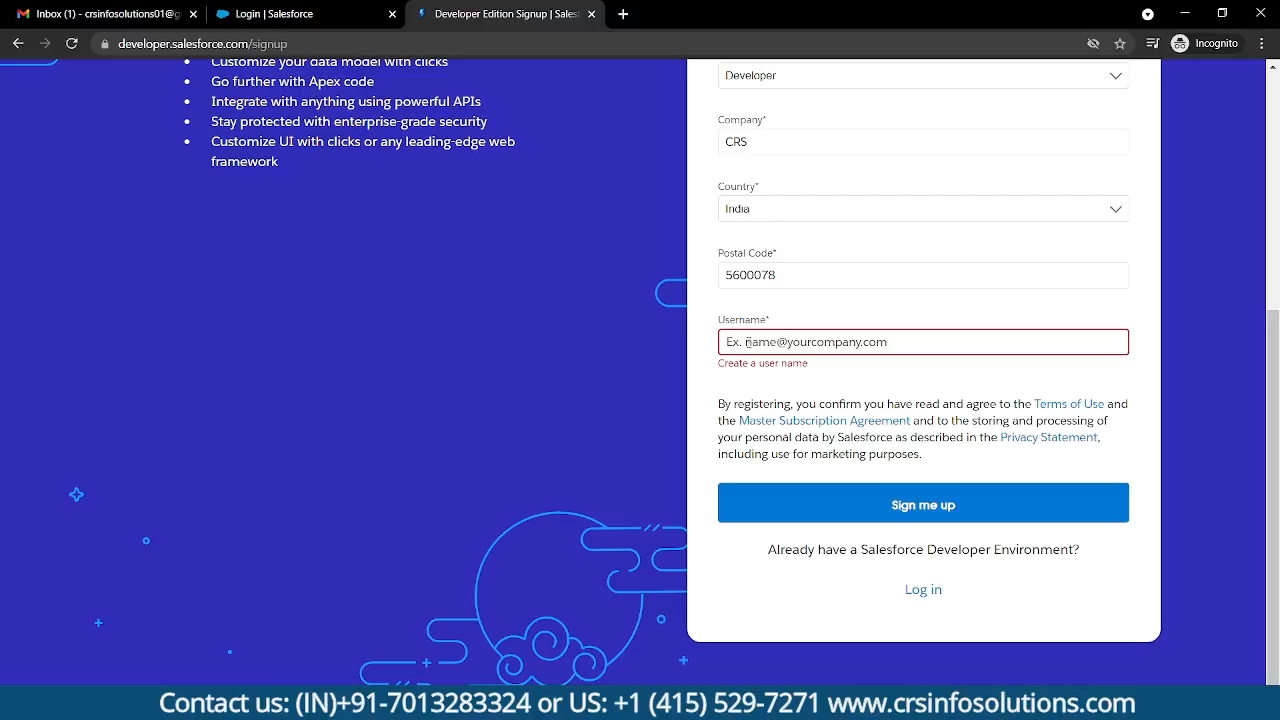 Inbox (1) - crsinfosolutions01@g
Login | Salesforce
Developer Edition Signup | Salest
developer.salesforce.com/signup
Incognito
Customize your data model with clicks
Go further with Apex code
Integrate with anything using powerful APIs
Stay protected with enterprise-grade security
Customize UI with clicks or any leading-edge web
framework
Developer
Company*
CRS
Country*
India
Postal Code*
5600078
Username*
Ex. name@yourcompany.com
Create a user name
By registering, you confirm you have read and agree to the Terms of Use and
the Master Subscription Agreement and to the storing and processing of
your personal data by Salesforce as described in the Privacy Statement,
including use for marketing purposes.
Sign me up
Already have a Salesforce Developer Environment?
Log in
Contact us: (IN)+91-7013283324 or US: +1 (415) 529-7271 www.crsinfosolutions.com